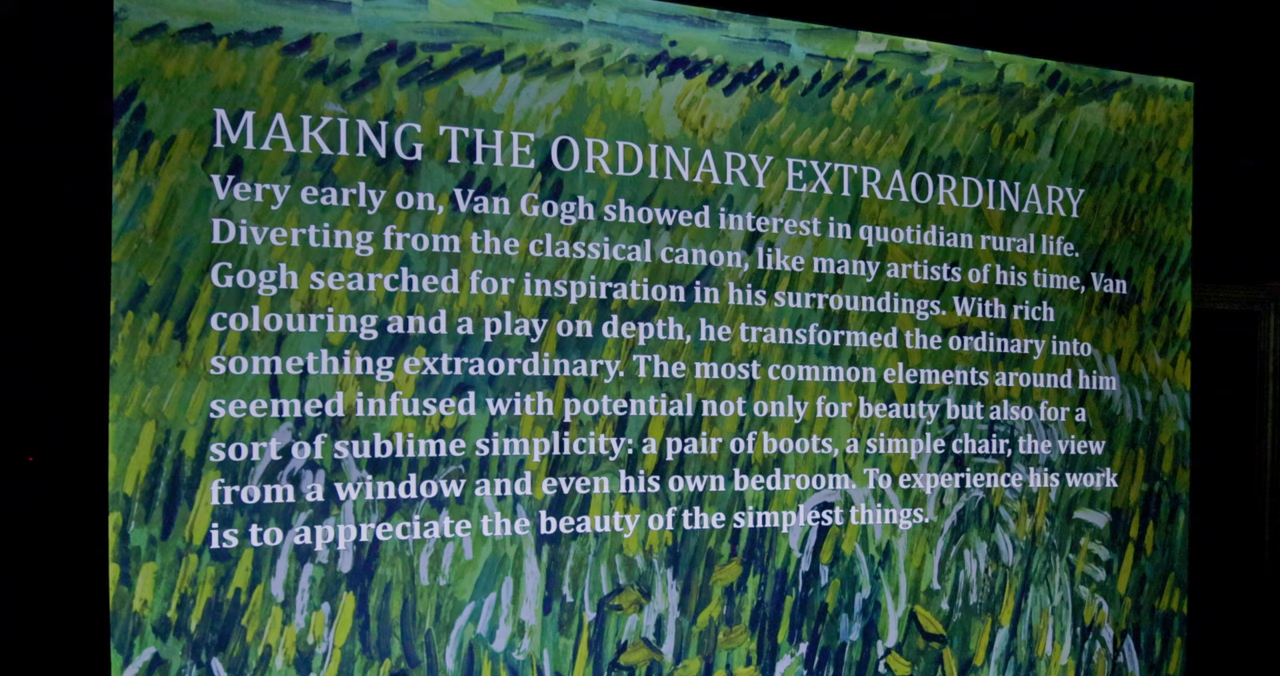 MAKING THE ORDINARY EXTRAORDINARY
Very early on, Van Gogh showed interest in quotidian rural life.
Diverting from the classical canon, like many artists of his time, Van
Gogh searched for inspiration in his surroundings. With rich
colouring and a play on depth, he transformed the ordinary into
something extraordinary. The most common elements around him
seemed infused with potential not only for beauty but also for a
sort of sublime simplicity: a pair of boots, a simple chair, the view
from a window and even his own bedroom. To experience his work
is to appreciate the beauty of the simplest things.